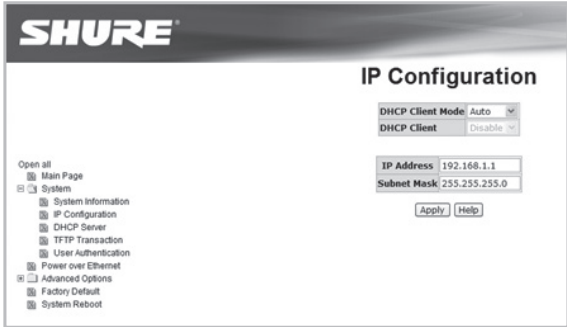 SHURE
IP Configuration
DHCP Client Mode Auto
DHCP Client Disable
IP Address 192.168.1.1
Subnet Mask 255.255.255.0
Apply Help
Open all
Main Page
System
System Information
IP Configuration
DHCP Server
TFTP Transaction
User Authentication
Power over Ethernet
Advanced Options
Factory Default
System Reboot